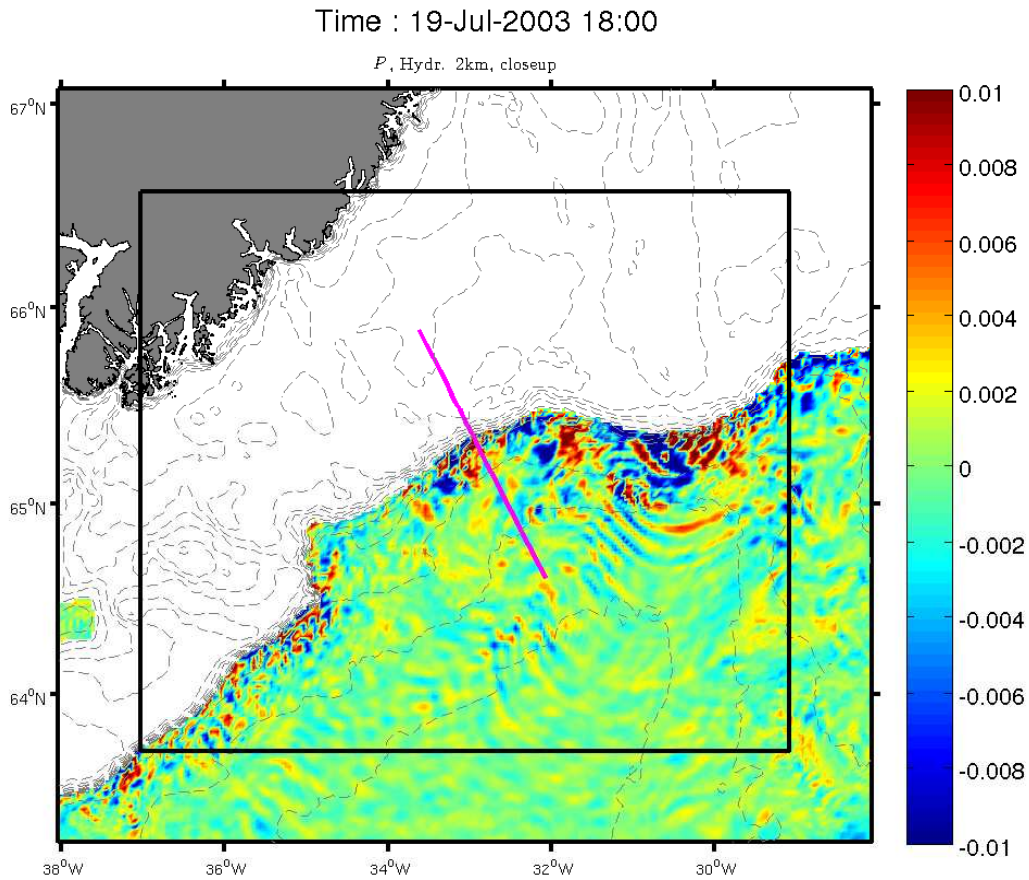 Time : 19-Jul-2003 18:00
P, Hydr. 2km, closeup
67°N
66°N
65°N
64°N
38°W
36°W
34°W
32°W
30°W
0.01
0.008
0.006
0.004
0.002
0
-0.002
-0.004
-0.006
-0.008
-0.01